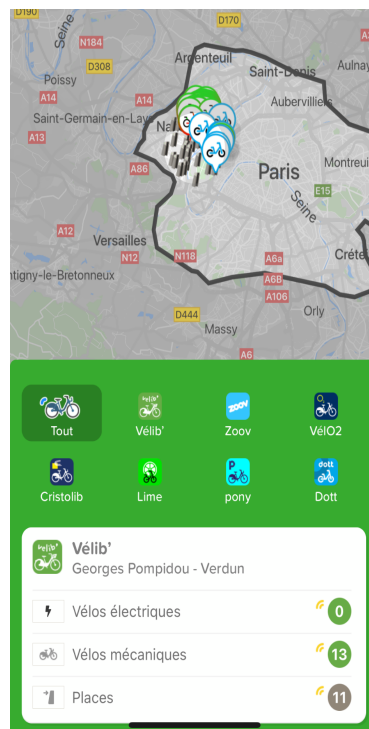 D190
D170
Seine
N184
Argenteuil
D308
Saint-Denis
Aulnay
Poissy
A14
A14
Aubervilliers
Saint-Germain-en-Laye
Na
A13
A86
Paris
Montreui
E15
Seine
A12
Versailles
N12
N118
A6a
Créte
ntigny-le-Bretonneux
A6B
A106
D444
Orly
Massy
A6
Tout
Vélib'
Zoov
VélO2
Cristolib
Lime
pony
Dott
Vélib'
Georges Pompidou - Verdun
Vélos électriques
0
Vélos mécaniques
13
Places
11